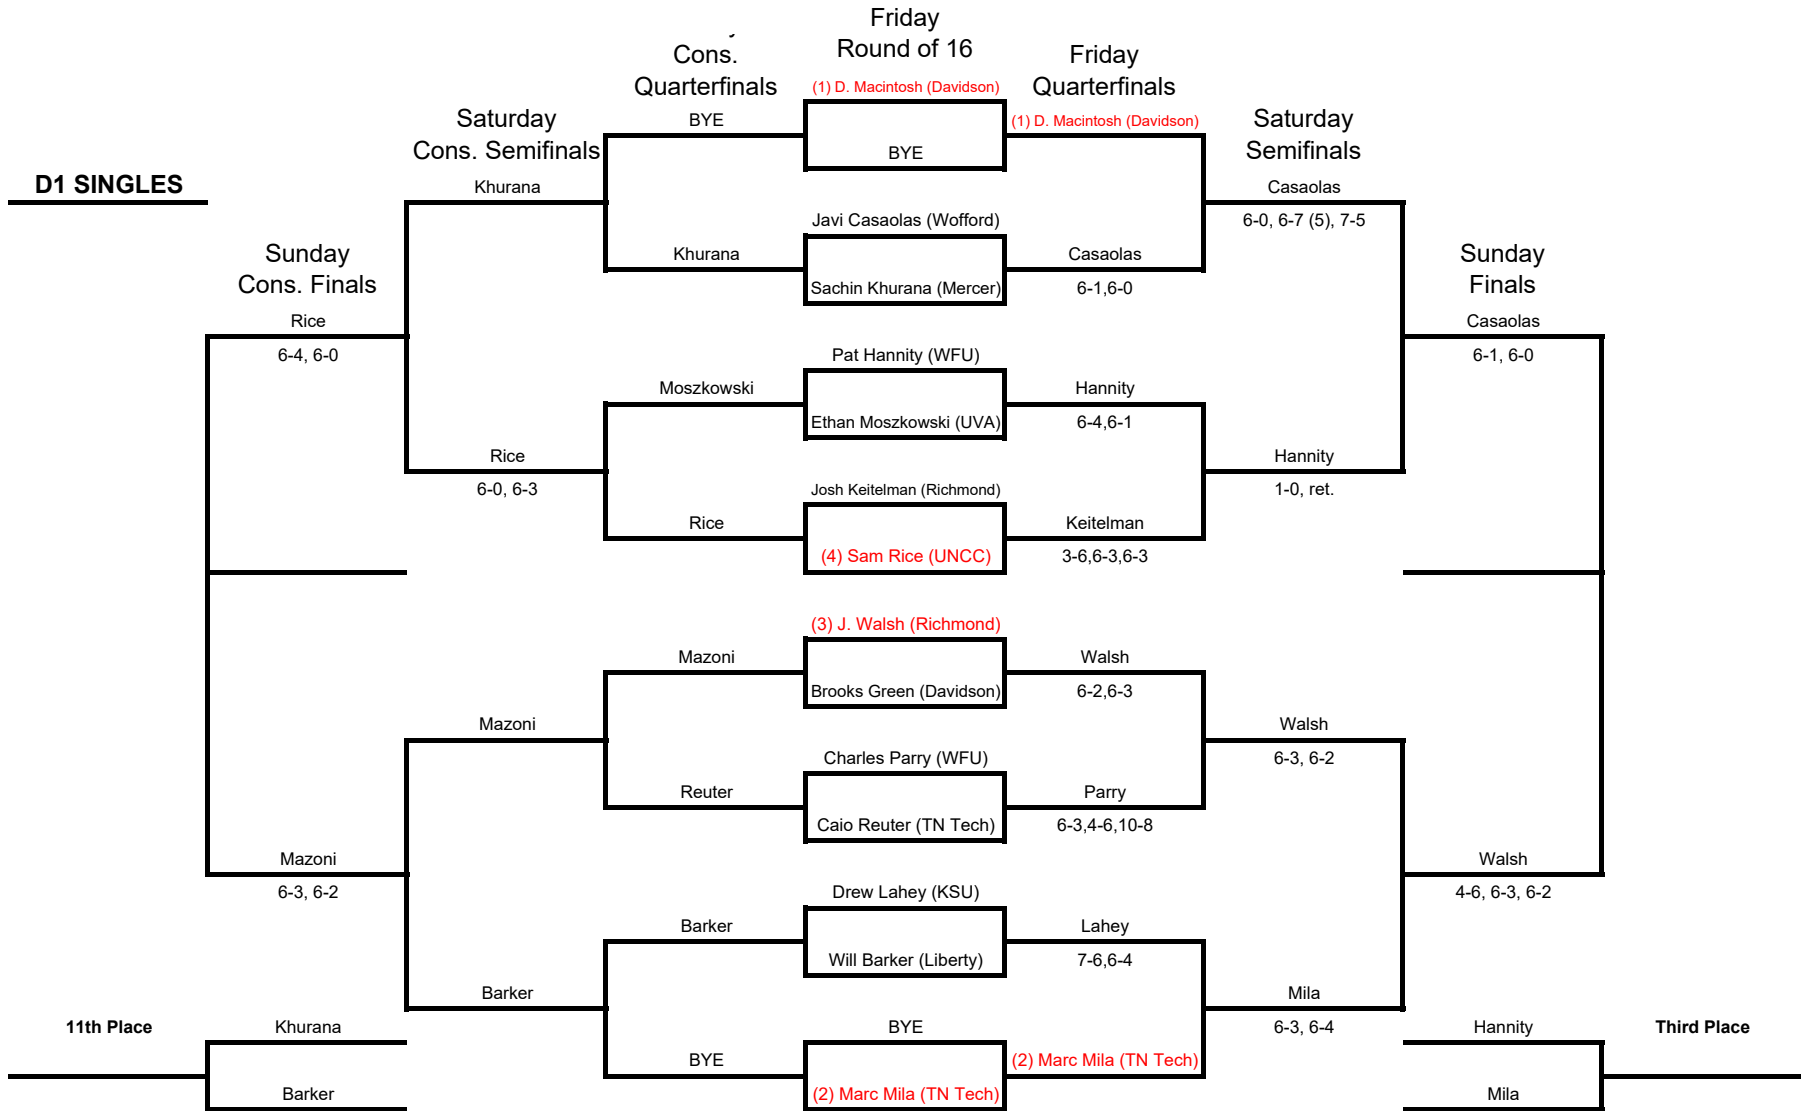 Friday
Round of 16
Cons.
Quarterfinals
Friday
Quarterfinals
(1) D. Macintosh (Davidson)
Saturday
Cons. Semifinals
BYE
(1) D. Macintosh (Davidson)
Saturday
Semifinals
BYE
D1 SINGLES
Khurana
Casaolas
6-0, 6-7 (5), 7-5
Javi Casaolas (Wofford)
Sunday
Cons. Finals
Khurana
Casaolas
Sunday
Finals
Sachin Khurana (Mercer)
6-1,6-0
Rice
Casaolas
6-4, 6-0
Pat Hannity (WFU)
6-1, 6-0
Moszkowski
Hannity
Ethan Moszkowski (UVA)
6-4,6-1
Rice
Hannity
6-0, 6-3
Josh Keitelman (Richmond)
1-0, ret.
Rice
Keitelman
(4) Sam Rice (UNCC)
3-6,6-3,6-3
(3) J. Walsh (Richmond)
Mazoni
Walsh
Brooks Green (Davidson)
6-2,6-3
Mazoni
Walsh
Charles Parry (WFU)
6-3, 6-2
Reuter
Parry
Caio Reuter (TN Tech)
6-3,4-6,10-8
Mazoni
Walsh
6-3, 6-2
Drew Lahey (KSU)
4-6, 6-3, 6-2
Barker
Lahey
Will Barker (Liberty)
7-6,6-4
Barker
Mila
11th Place
Khurana
BYE
6-3, 6-4
Hannity
Third Place
BYE
(2) Marc Mila (TN Tech)
Barker
(2) Marc Mila (TN Tech)
Mila